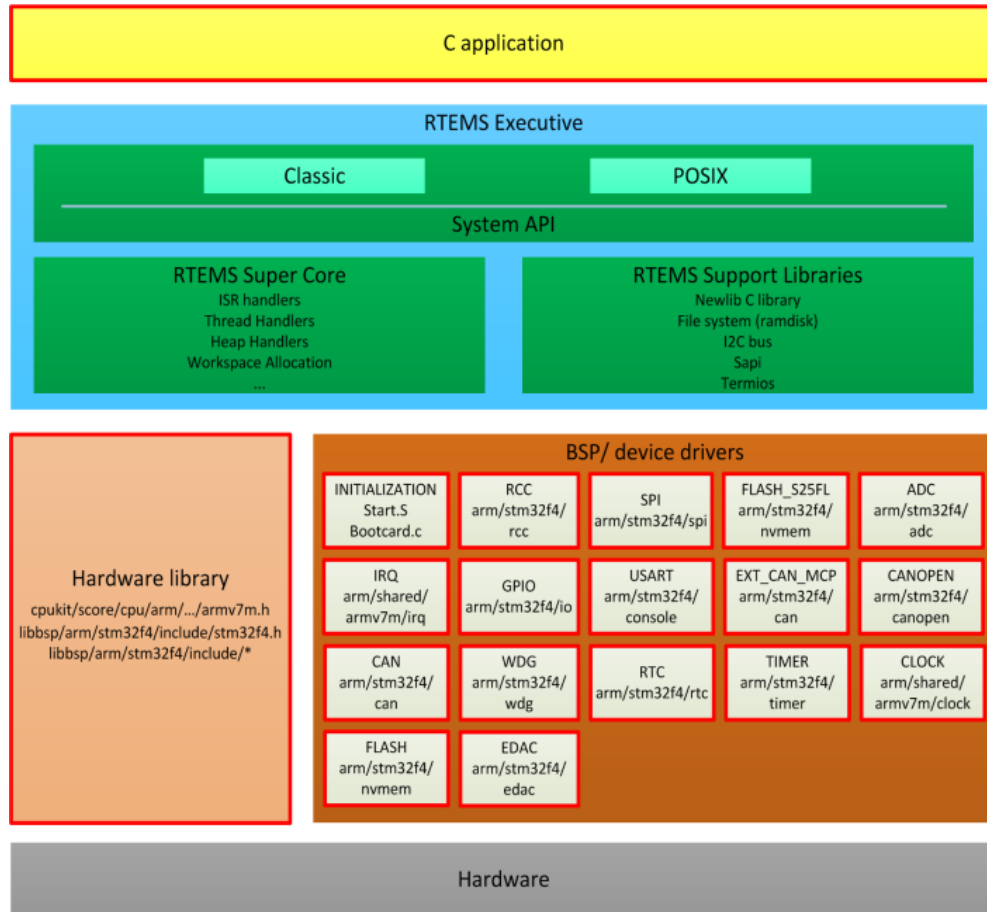 C application
RTEMS Executive
Classic
POSIX
System API
RTEMS Super Core
ISR handlers
Thread Handlers
Heap Handlers
Workspace Allocation
...
RTEMS Support Libraries
Newlib C library
File system (ramdisk)
I2C bus
Sapi
Termios
Hardware library
cpukit/score/cpu/arm/.../armv7m.h
libbsp/arm/stm32f4/include/stm32f4.h
libbsp/arm/stm32f4/include/*
BSP/ device drivers
INITIALIZATION
Start.S
Bootcard.c
RCC
arm/stm32f4/
rcc
SPI
arm/stm32f4/spi
FLASH_S25FL
arm/stm32f4/
nvmem
ADC
arm/stm32f4/
adc
IRQ
arm/shared/
armv7m/irq
GPIO
arm/stm32f4/io
USART
arm/stm32f4/
console
EXT_CAN_MCP
arm/stm32f4/
can
CANOPEN
arm/stm32f4/
canopen
CAN
arm/stm32f4/
can
WDG
arm/stm32f4/
wdg
RTC
arm/stm32f4/rtc
TIMER
arm/stm32f4/
timer
CLOCK
arm/shared/
armv7m/clock
FLASH
arm/stm32f4/
nvmem
EDAC
arm/stm32f4/
edac
Hardware